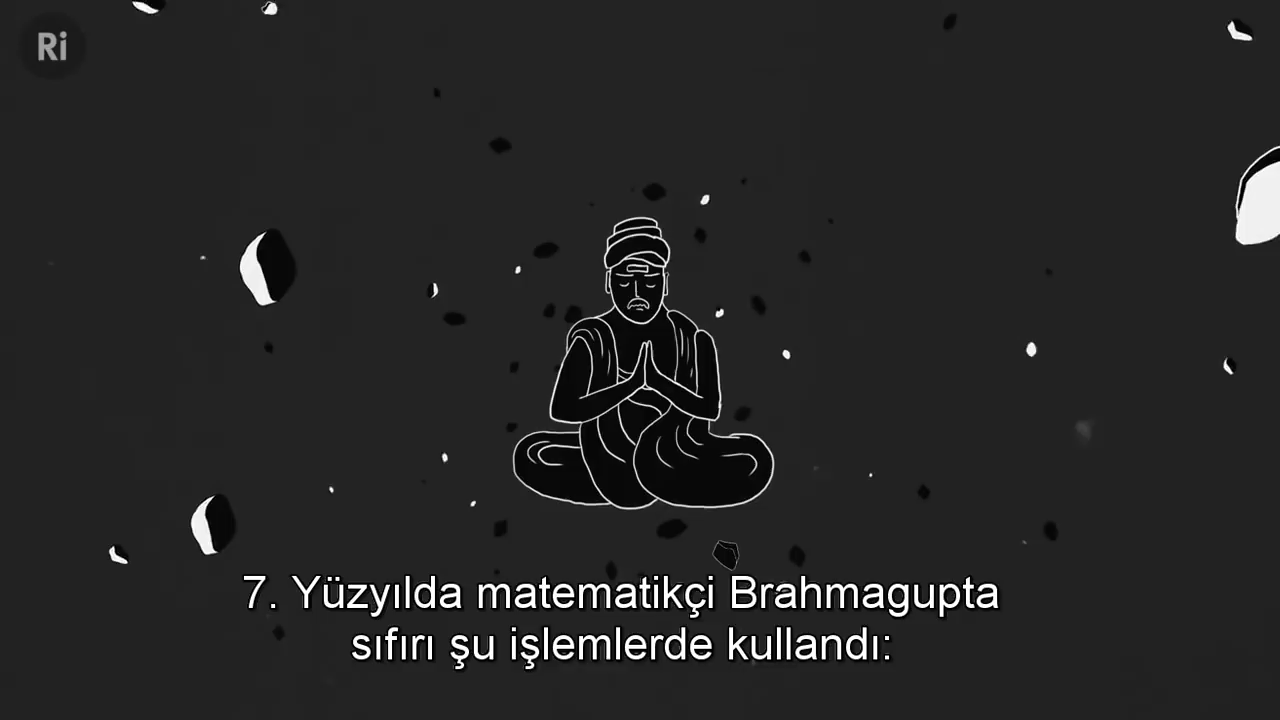 Ri
7. Yüzyılda matematikçi Brahmagupta
sıfırı şu işlemlerde kullandı: